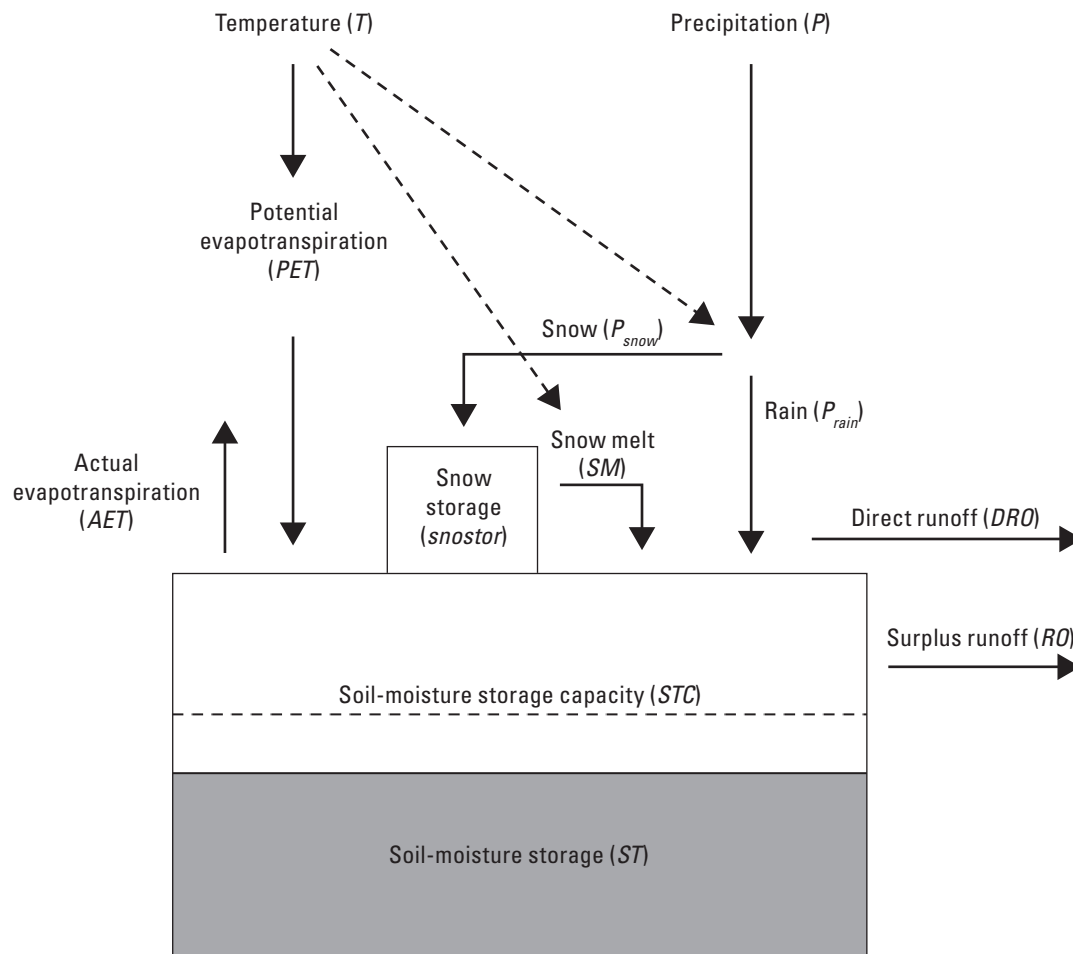 Temperature (T)
Precipitation (P)
Potential
evapotranspiration
(PET)
Snow (P_snow)
Rain (P_rain)
Snow melt
(SM)
Actual
evapotranspiration
(AET)
Snow
storage
(snostor)
Direct runoff (DRO)
Surplus runoff (RO)
Soil-moisture storage capacity (STC)
Soil-moisture storage (ST)